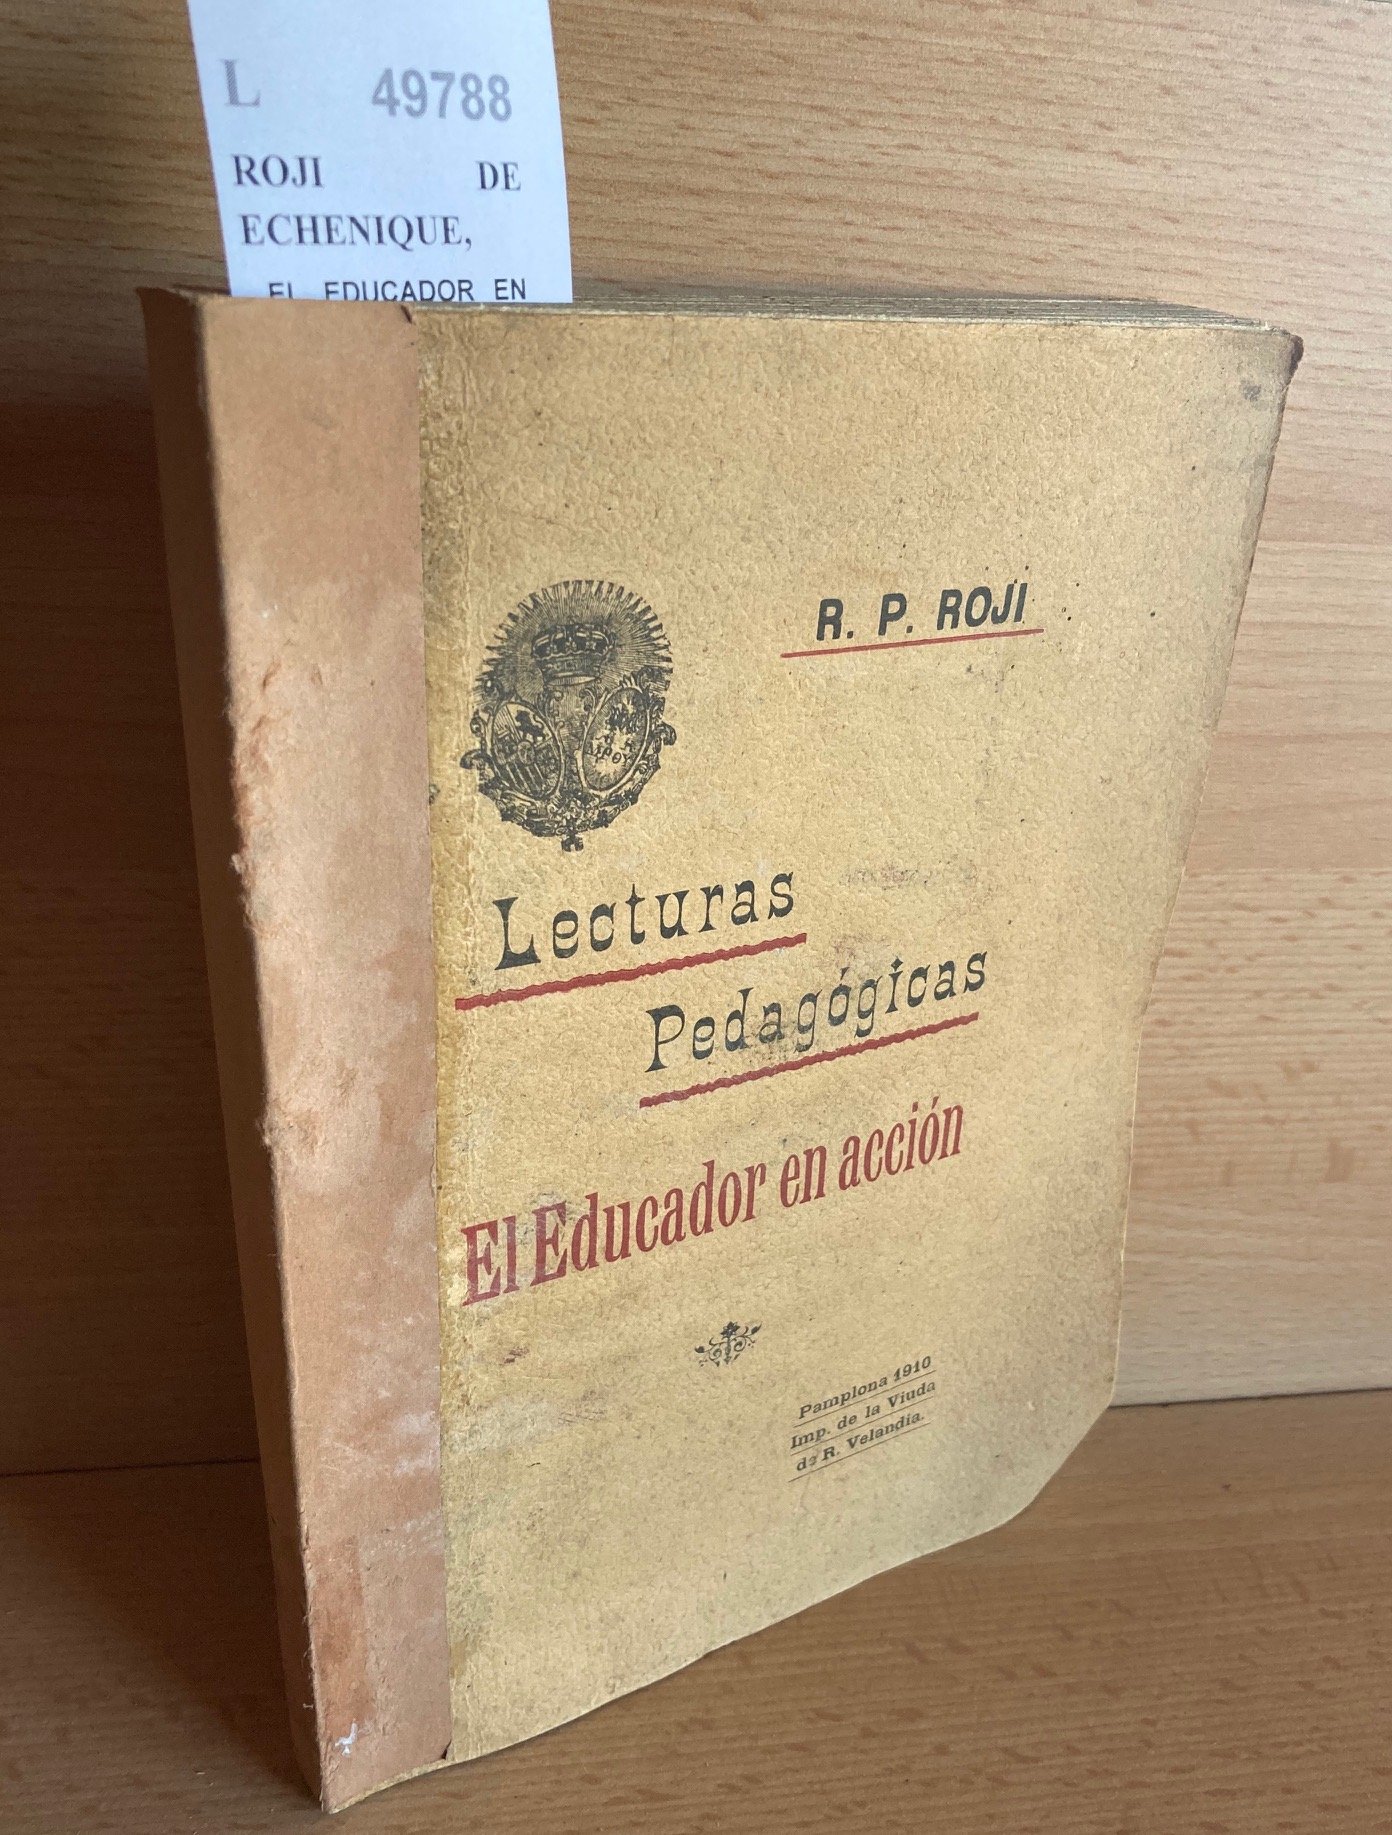 L 49788
ROJI DE
ECHENIQUE,
EL EDUCADOR EN
R. P. ROJI
Lecturas
Pedagógicas
El Educador en acción
Pamplona 1910
Imp. de la Viuda
de R. Velandia.